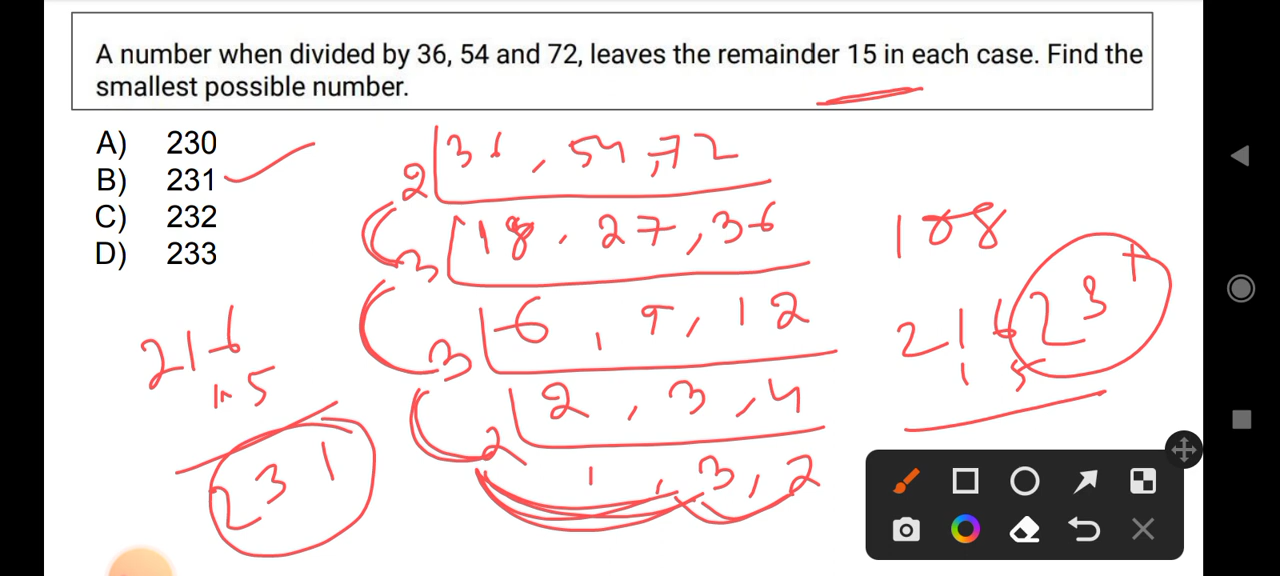 A number when divided by 36, 54 and 72, leaves the remainder 15 in each case. Find the
smallest possible number.
A) 230
B) 231
C) 232
D) 233
2 36, 54, 72
3 18, 27, 36
3 6, 9, 12
2 2, 3, 4
1, 3, 2
108
216
15
231
216
15
231